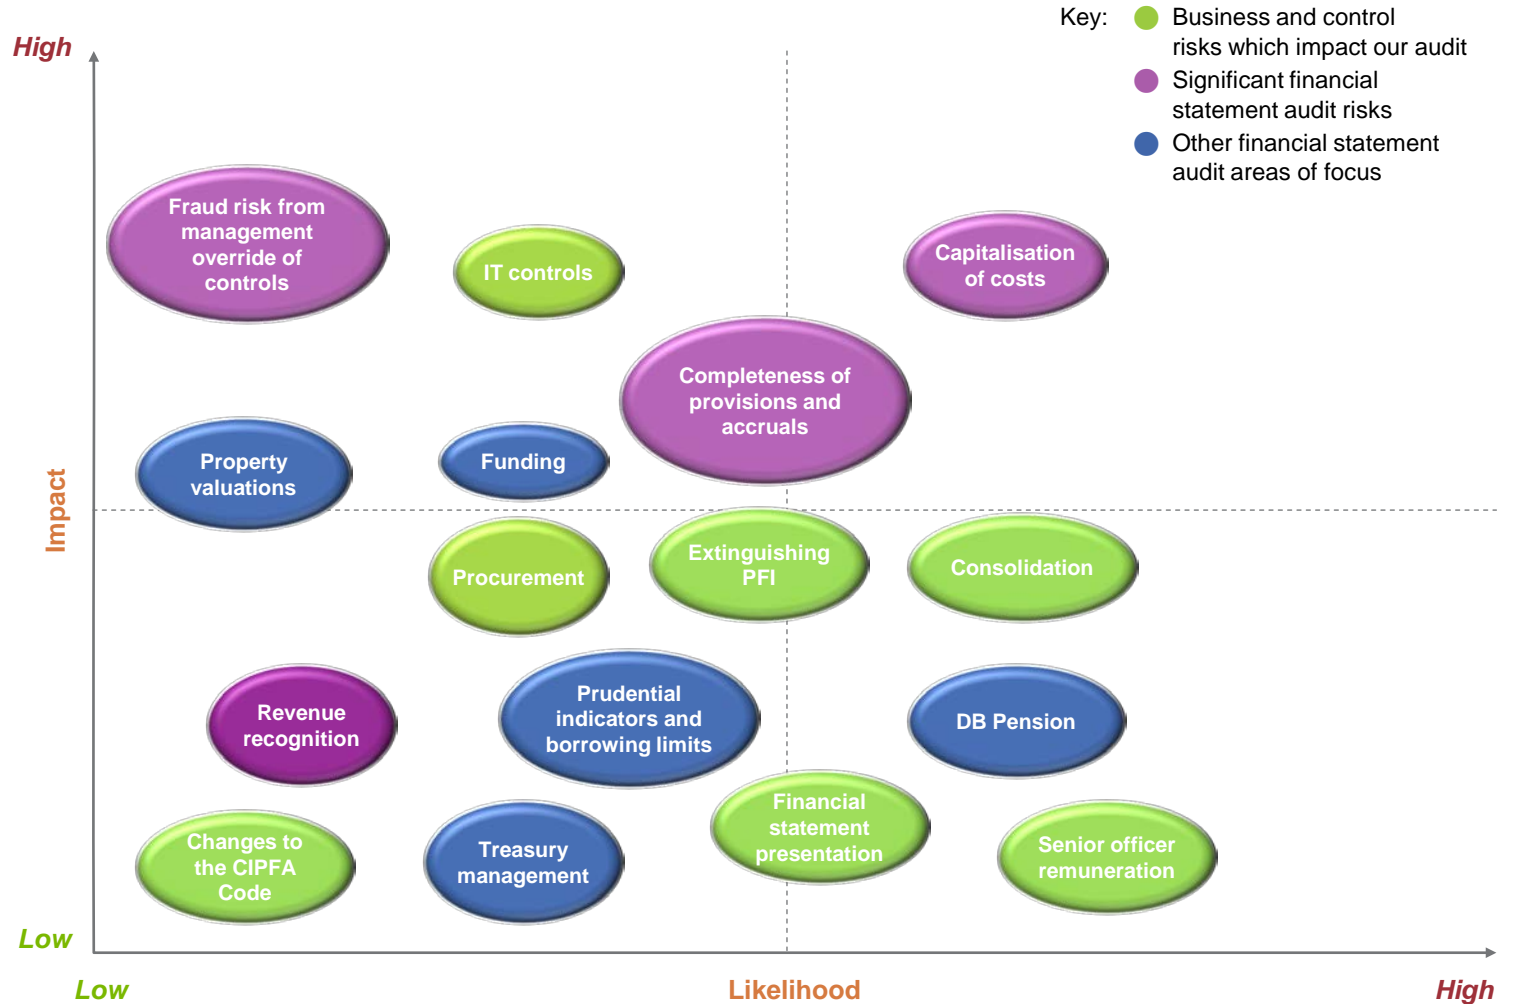 Key:
Business and control
risks which impact our audit
Significant financial
statement audit risks
Other financial statement
audit areas of focus
High
Fraud risk from
management
override of
controls
IT controls
Capitalisation
of costs
Completeness of
provisions and
accruals
Property
valuations
Funding
Impact
Procurement
Extinguishing
PFI
Consolidation
Revenue
recognition
Prudential
indicators and
borrowing limits
DB Pension
Changes to
the CIPFA
Code
Treasury
management
Financial
statement
presentation
Senior officer
remuneration
Low
Low
Likelihood
High